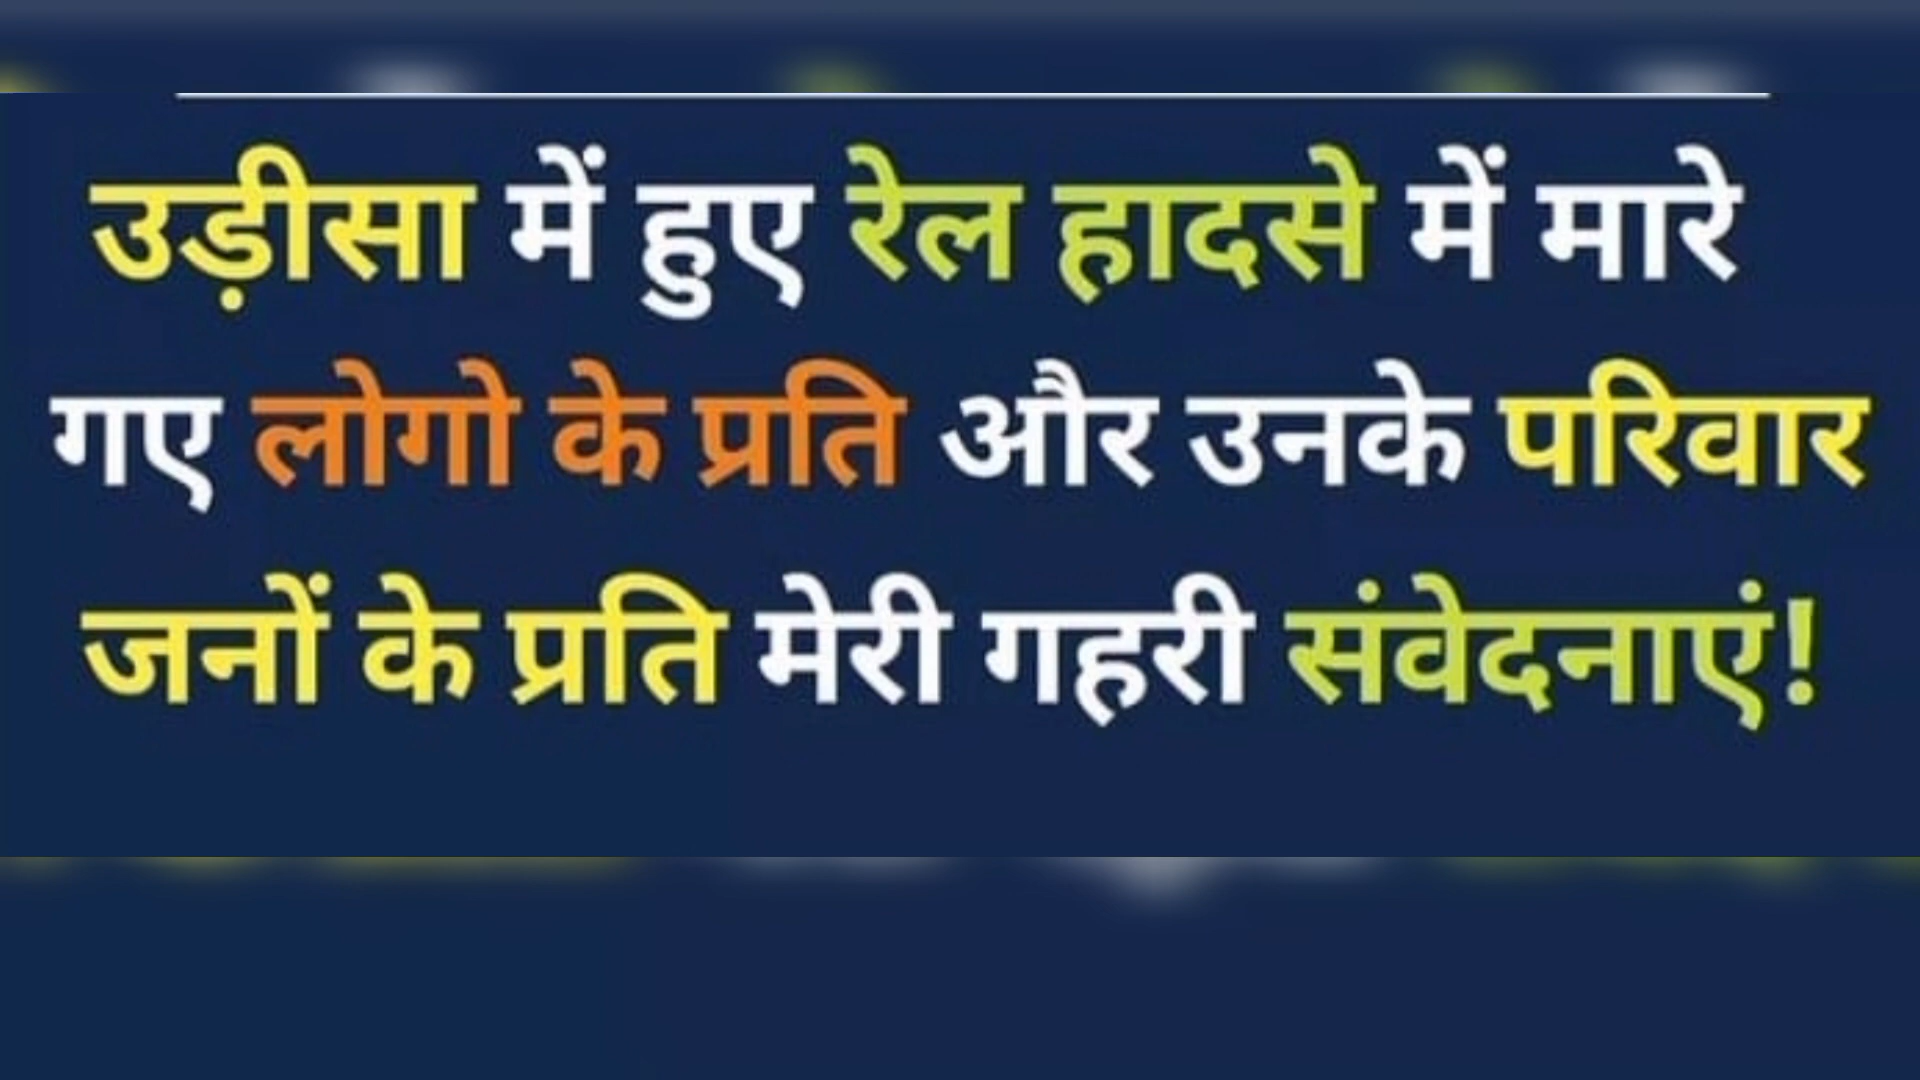 उड़ीसा में हुए रेल हादसे में मारे
गए लोगो के प्रति और उनके परिवार
जनों के प्रति मेरी गहरी संवेदनाएं!